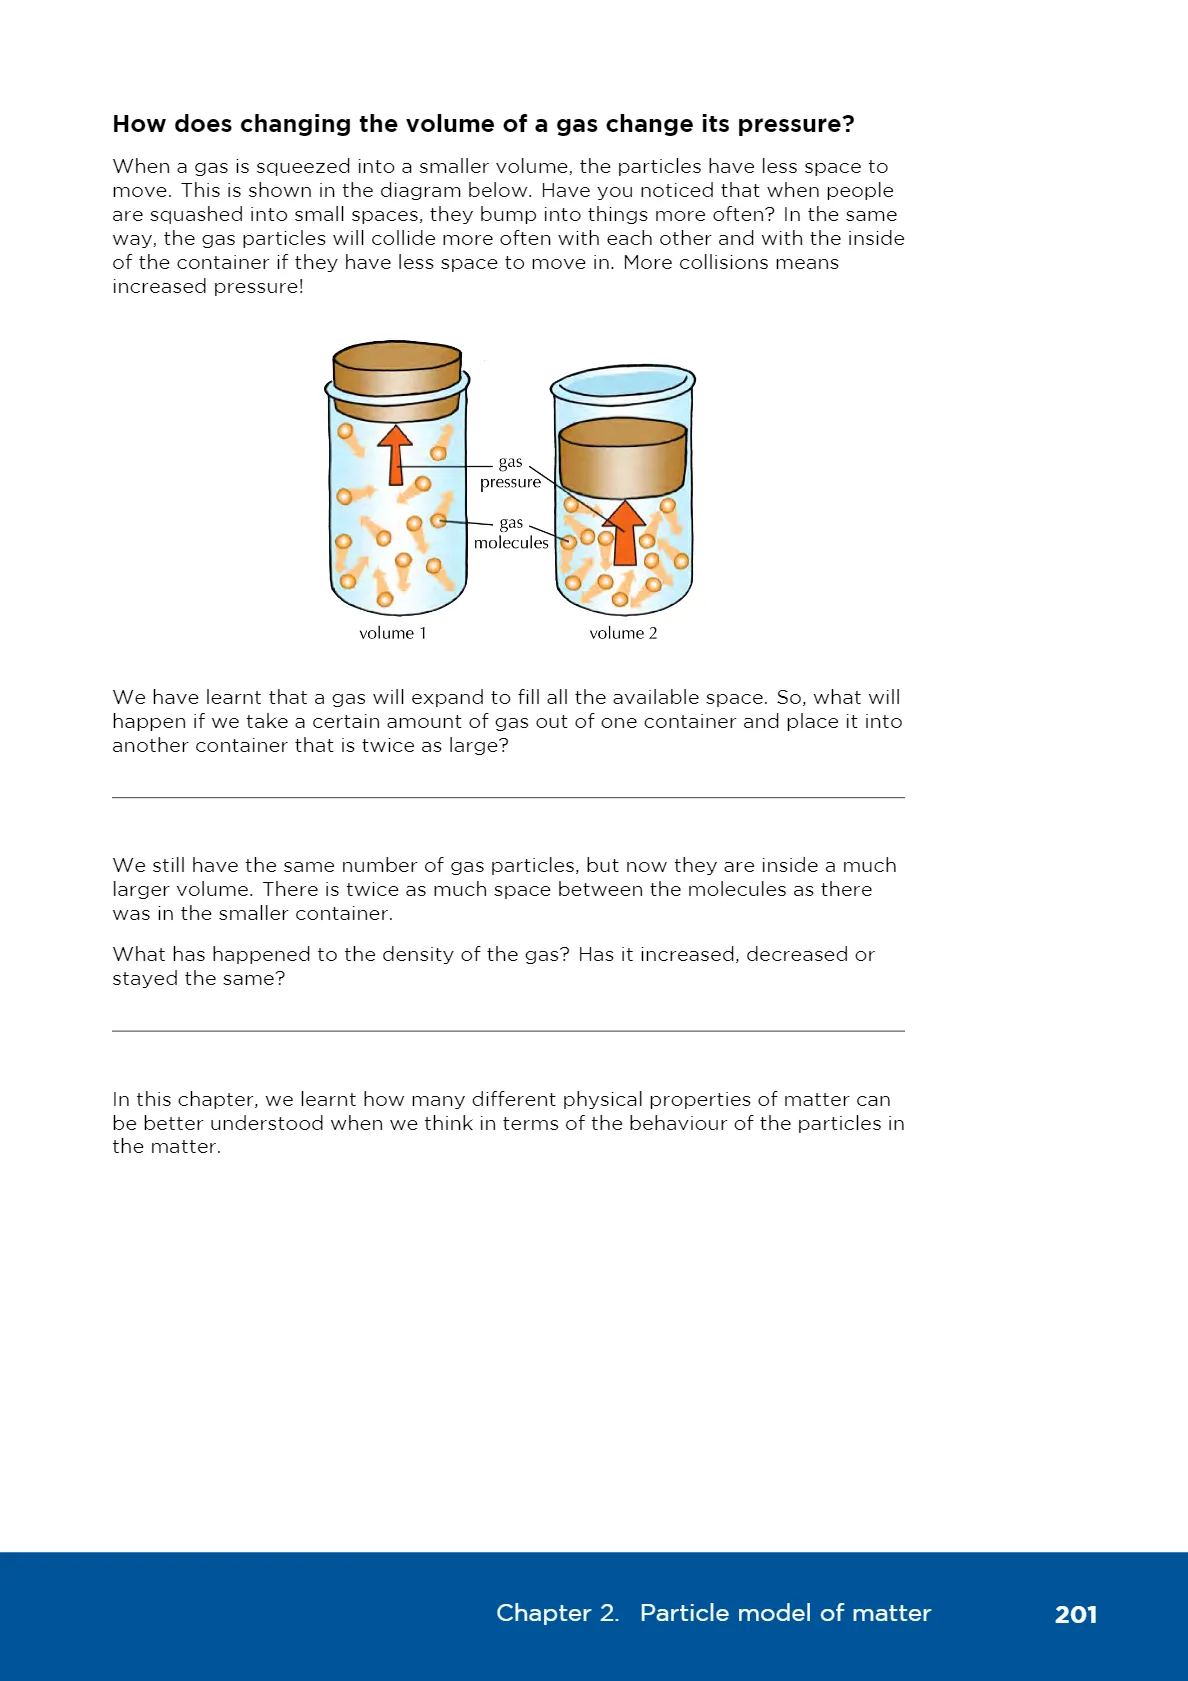 How does changing the volume of a gas change its pressure?
When a gas is squeezed into a smaller volume, the particles have less space to
move. This is shown in the diagram below. Have you noticed that when people
are squashed into small spaces, they bump into things more often? In the same
way, the gas particles will collide more often with each other and with the inside
of the container if they have less space to move in. More collisions means
increased pressure!
gas
pressure
gas
molecules
volume 1
volume 2
We have learnt that a gas will expand to fill all the available space. So, what will
happen if we take a certain amount of gas out of one container and place it into
another container that is twice as large?
We still have the same number of gas particles, but now they are inside a much
larger volume. There is twice as much space between the molecules as there
was in the smaller container.
What has happened to the density of the gas? Has it increased, decreased or
stayed the same?
In this chapter, we learnt how many different physical properties of matter can
be better understood when we think in terms of the behaviour of the particles in
the matter.
Chapter 2. Particle model of matter 201